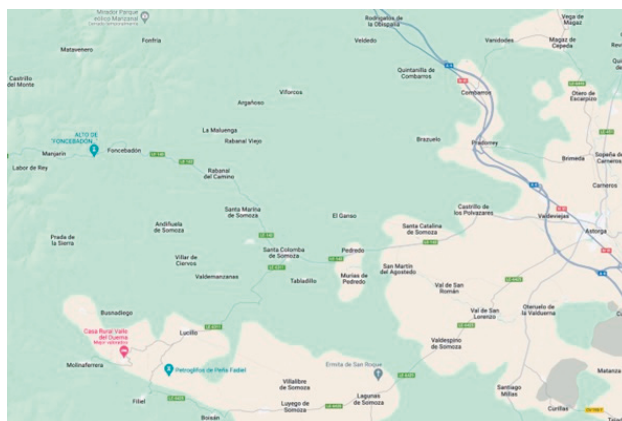 Mirador Parque
eólico Manzanal
Rodrigatos de
la Obispalía
Vega de
Magaz
Fonfría
Matavenero
Veldedo
Vanidodes
Magaz de
Cepeda
Quintanilla de
Combarros
A-6
Castrillo
del Monte
Viforcos
Combarros
Otero de
Escarpizo
Argañoso
ALTO DE
FONCEBADÓN
La Maluenga
Rabanal Viejo
Brazuelo
Pradorrey
Manjarín
Foncebadón
LE-142
Brimeda
Sopeña de
Carneros
Labor de Rey
Rabanal
del Camino
Carneros
Santa Marina
de Somoza
El Ganso
Castrillo de
los Polvazares
Valdeviejas
Andiñuela
de Somoza
Santa Catalina
de Somoza
Astorga
Prada de
la Sierra
Santa Colomba
de Somoza
Pedredo
Villar de
Ciervos
San Martín
del Agostedo
Valdemanzanas
Tabladillo
Murias de
Pedredo
Val de San
Román
Oteruelo de
la Valduerna
Busnadiego
Val de San
Lorenzo
Casa Rural Valle
del Duerna
Lucillo
Valdespino de
Somoza
Molinaferrera
Petroglifos de Peña Fadiel
Ermita de San Roque
Matanza
Villalibre de
Somoza
Santiago
Millas
Filiel
Luyego de
Somoza
Lagunas
de Somoza
Boisán
Curillas